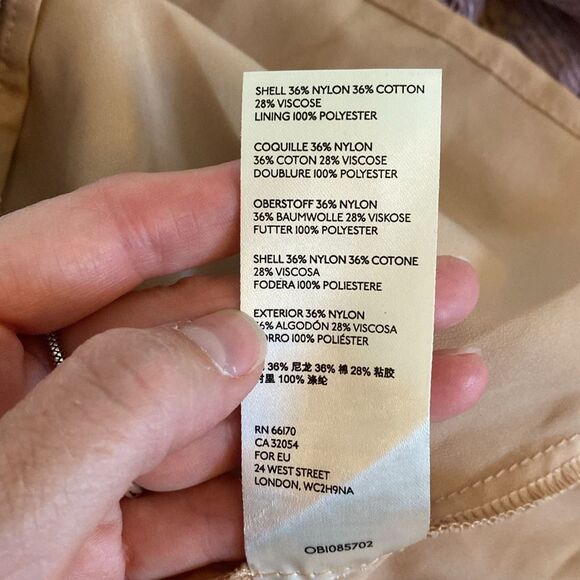 SHELL 36% NYLON 36% COTTON
28% VISCOSE
LINING 100% POLYESTER
COQUILLE 36% NYLON
36% COTON 28% VISCOSE
DOUBLURE 100% POLYESTER
OBERSTOFF 36% NYLON
36% BAUMWOLLE 28% VISKOSE
FUTTER 100% POLYESTER
SHELL 36% NYLON 36% COTONE
28% VISCOSA
FODERA 100% POLIESTERE
EXTERIOR 36% NYLON
ALGODÓN 28% VISCOSA
100% POLIÉSTER
36% 尼龙 36% 棉 28% 粘胶
里 100% 涤纶
RN 66170
CA 32054
FOR EU
24 WEST STREET
LONDON, WC2H9NA
OB1085702